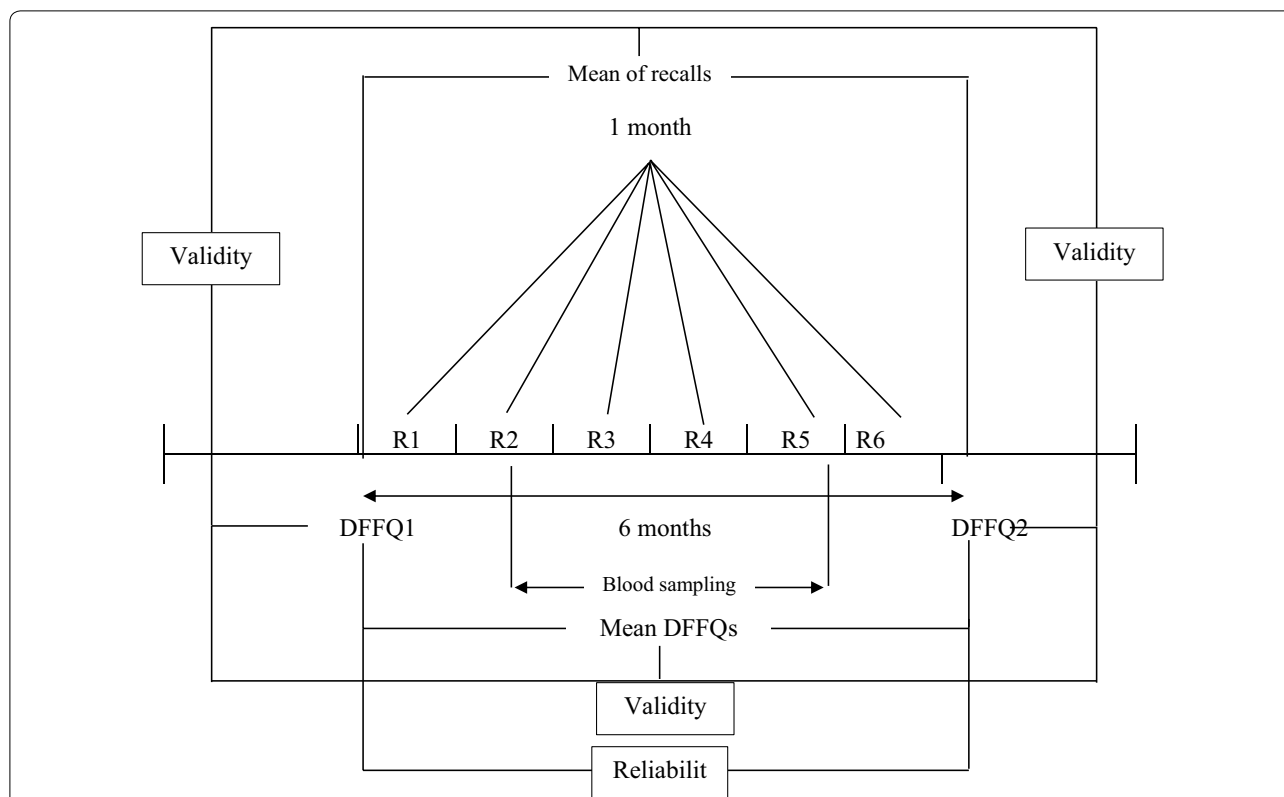 Mean of recalls
1 month
Validity
Validity
R1 R2 R3 R4 R5 R6
DFFQ1 6 months DFFQ2
Blood sampling
Mean DFFQs
Validity
Reliabilit